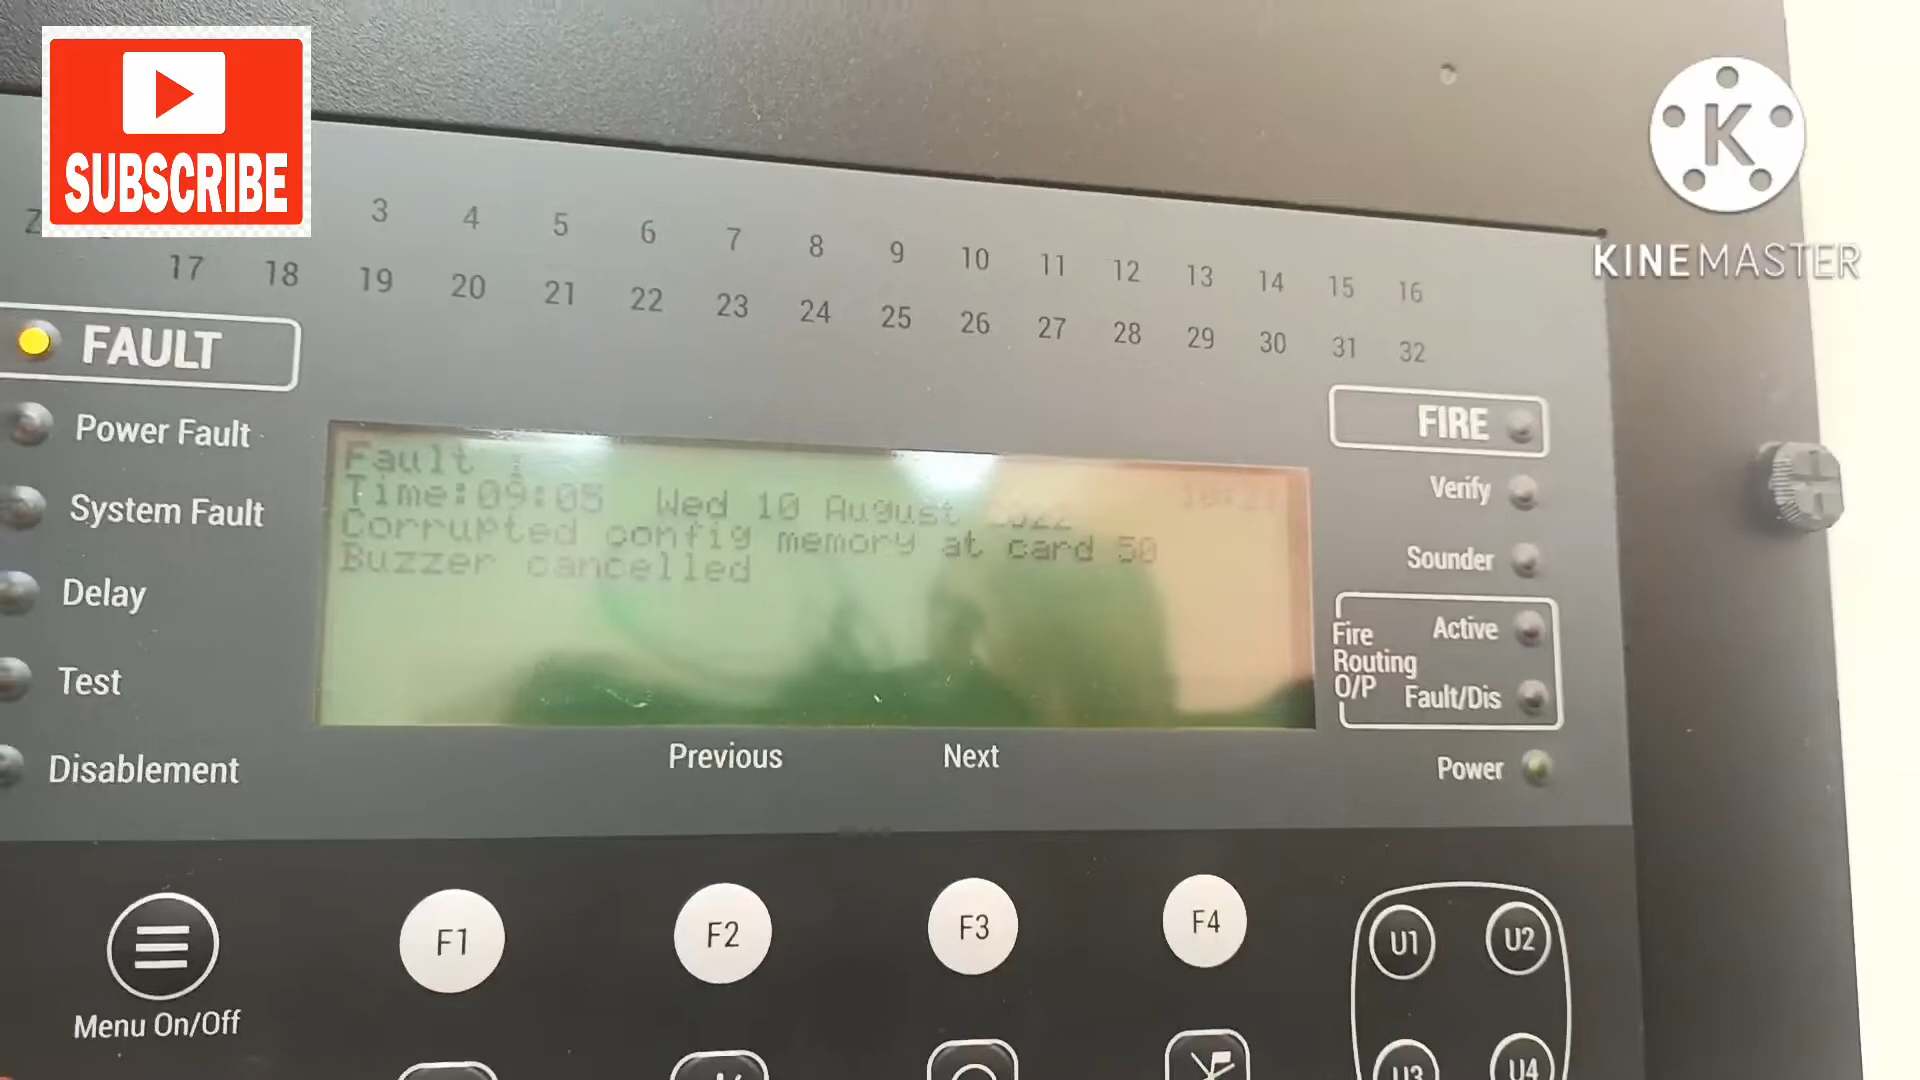 SUBSCRIBE
K
KINEMASTER
3 4 5 6 7 8 9 10 11 12 13 14 15 16
17 18 19 20 21 22 23 24 25 26 27 28 29 30 31 32
FAULT
Power Fault
System Fault
Delay
Test
Disablement
Fault
Time:09:05 Wed 10 August 2022
Corrupted config memory at card 50
Buzzer cancelled
Previous Next
FIRE
Verify
Sounder
Fire Routing O/P
Active
Fault/Dis
Power
Menu On/Off
F1 F2 F3 F4
U1 U2
U3 U4